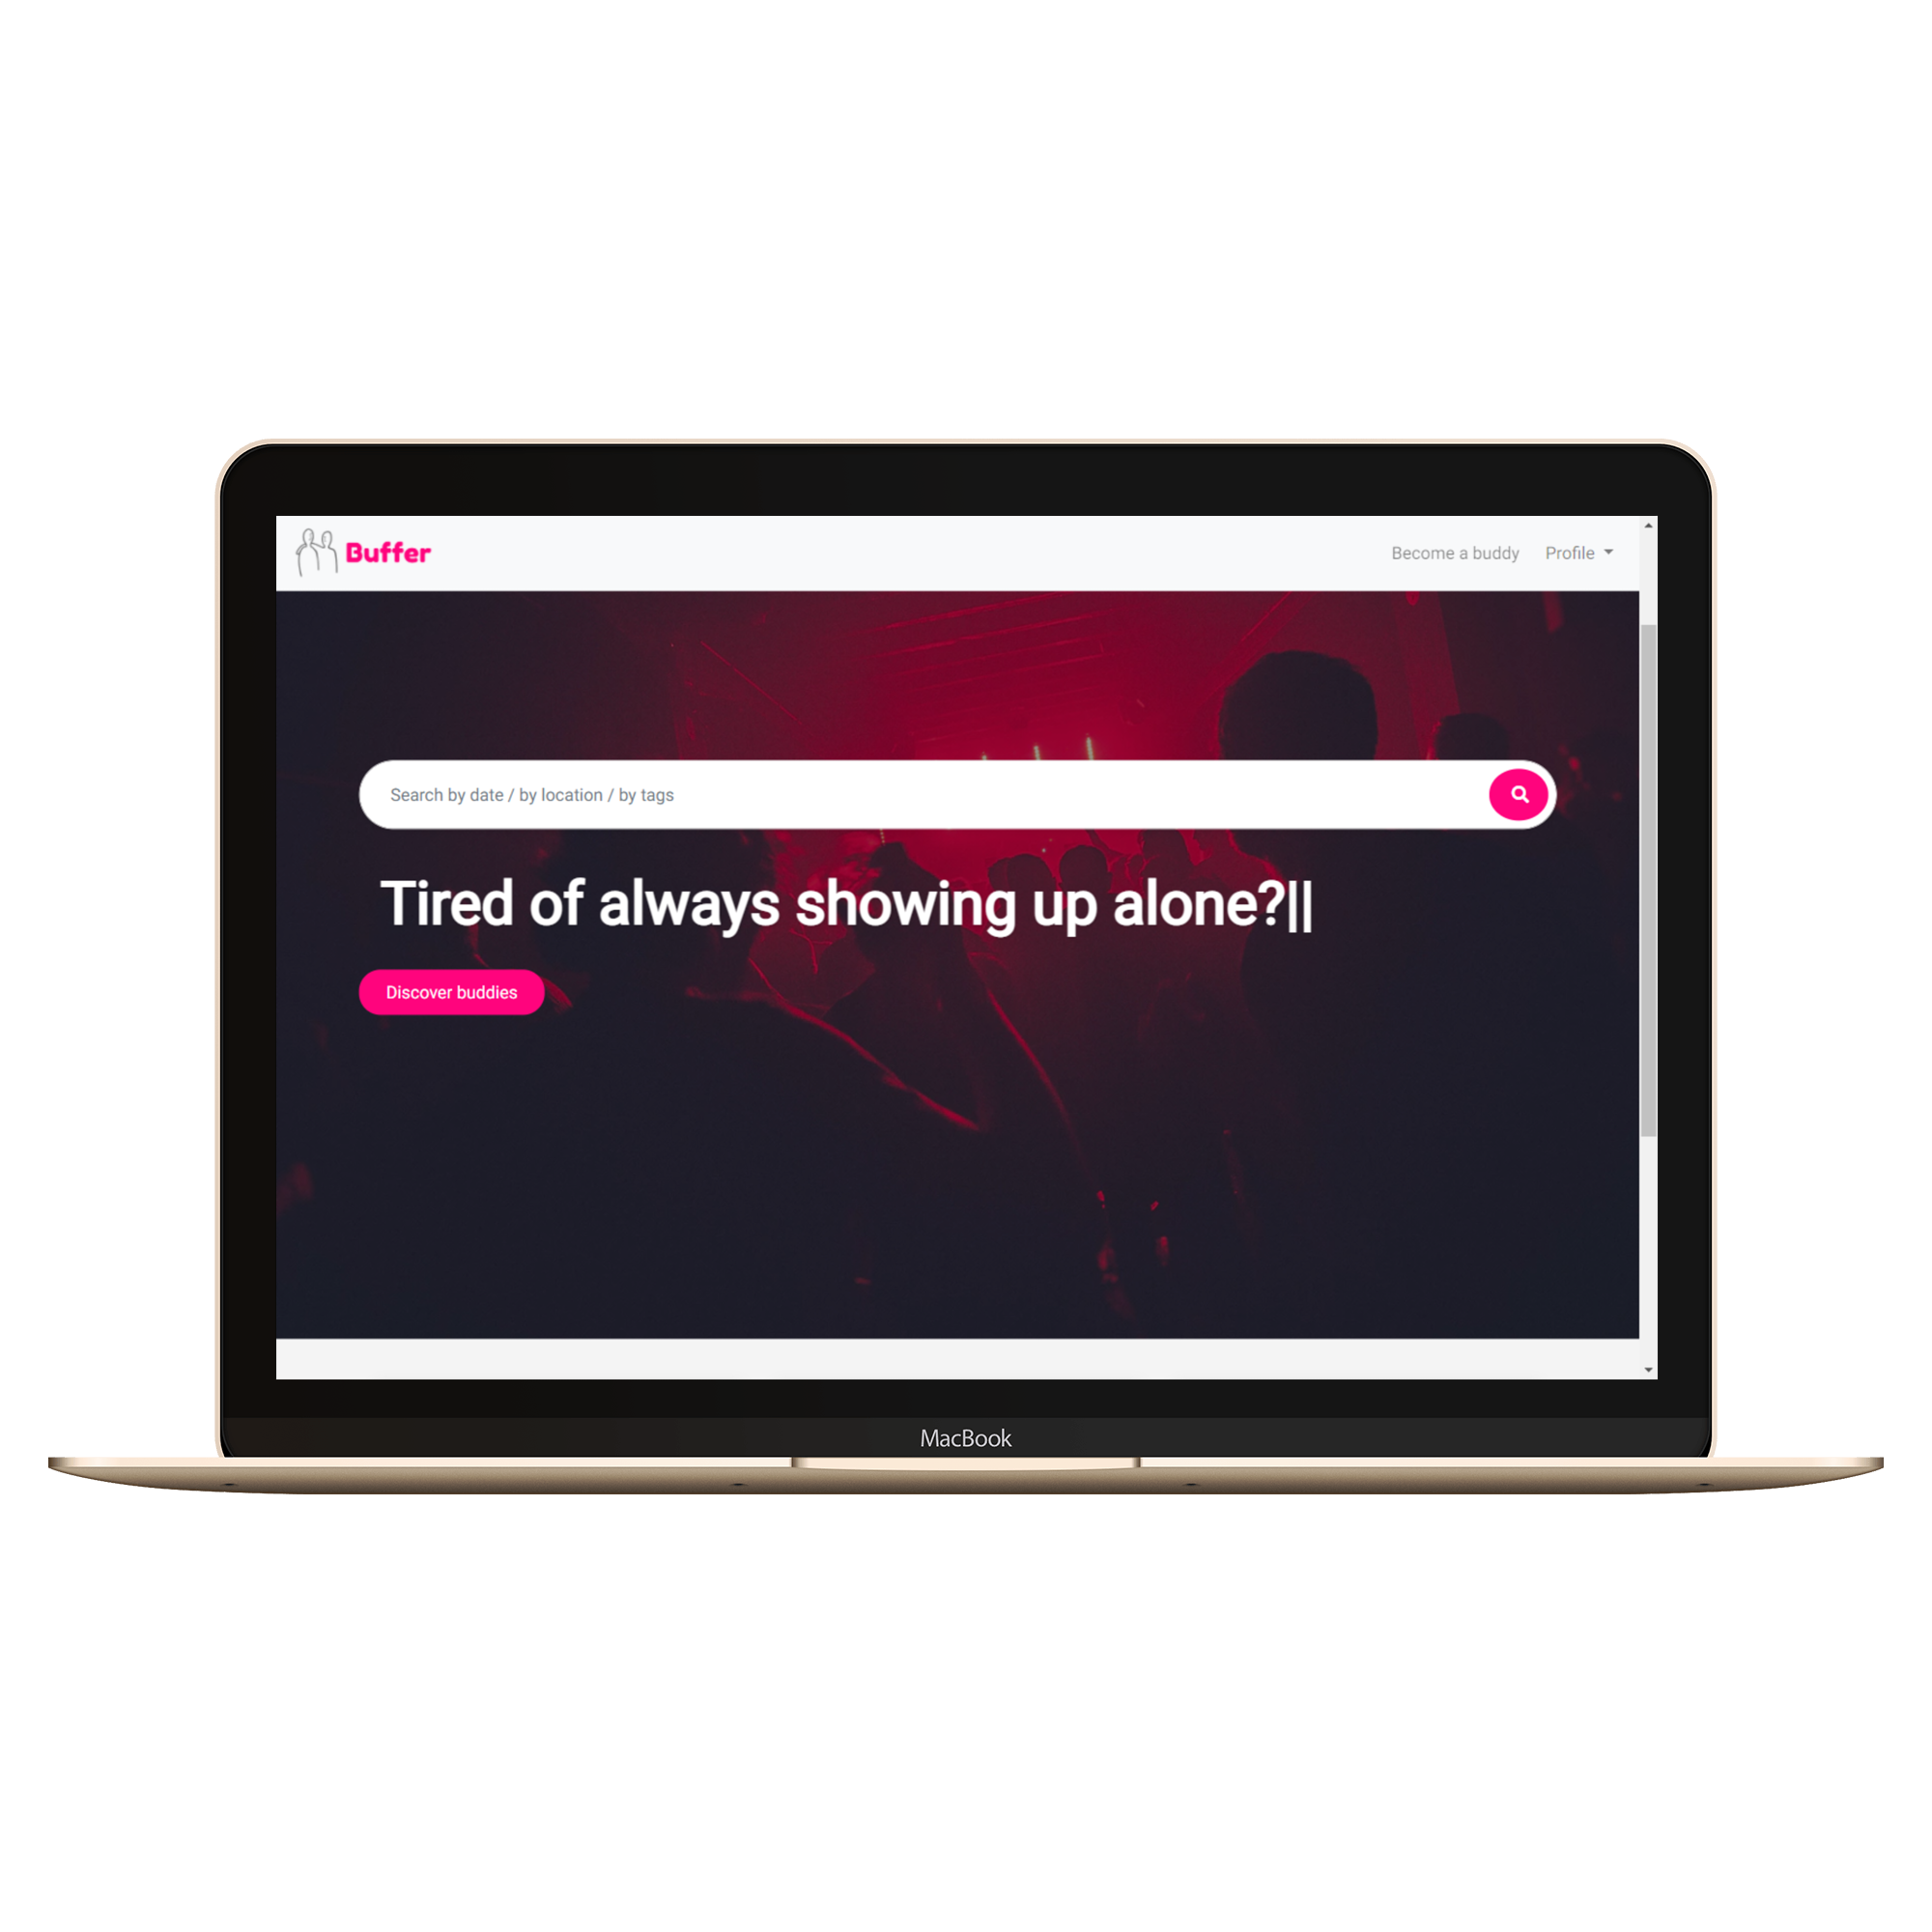 Buffer
Become a buddy
Profile
Search by date / by location / by tags
Tired of always showing up alone?||
Discover buddies
MacBook